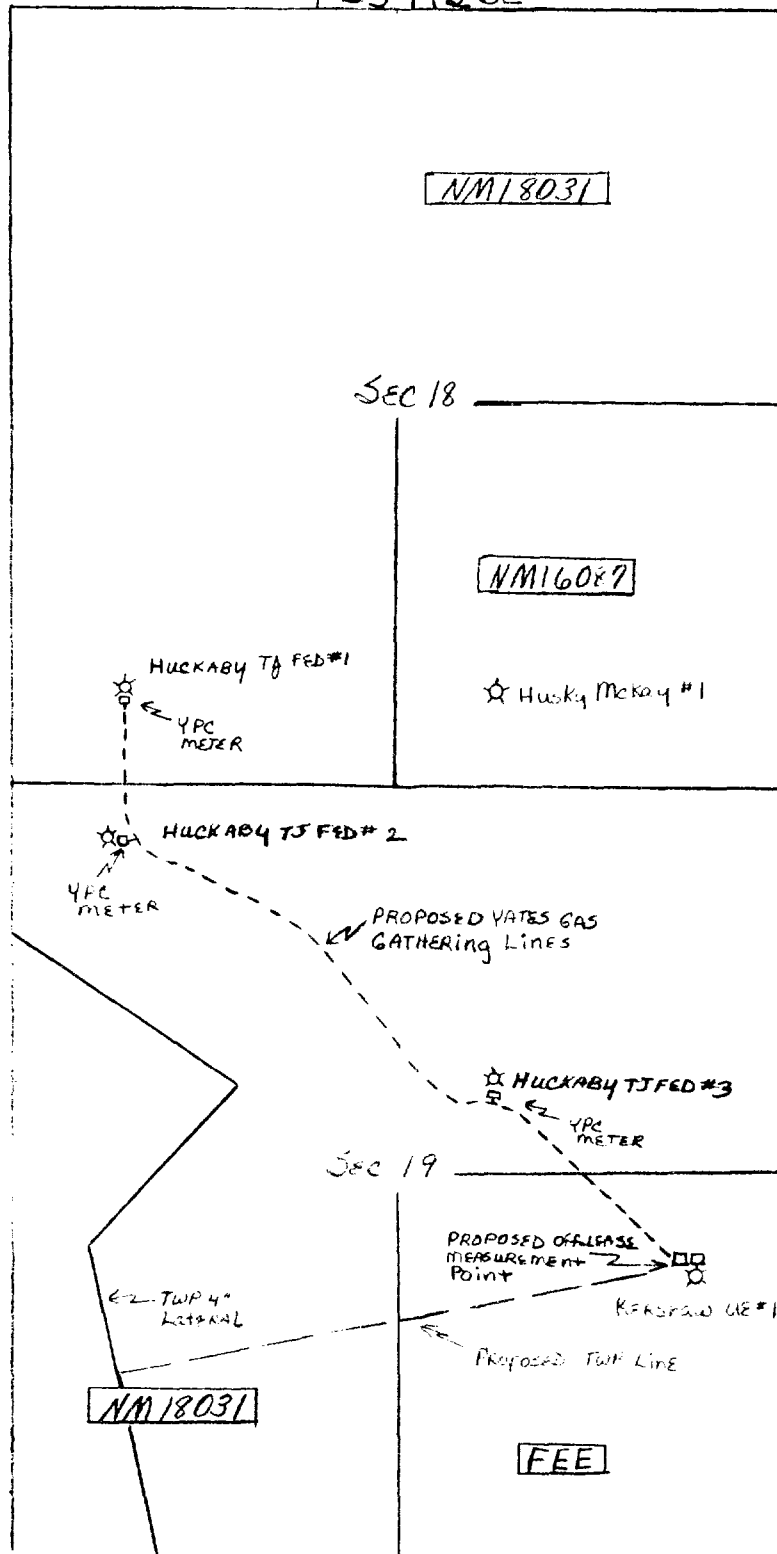 NM18031
SEC 18
NM16087
HUCKABY TJ FED #1
Husky McKay #1
YPC
METER
HUCKABY TJ FED # 2
YPC
METER
PROPOSED YATES GAS
GATHERING LINES
HUCKABY TJ FED #3
YPC
METER
SEC 19
PROPOSED OFF LEASE
MEASUREMENT
POINT
TWP 4"
LATERAL
#1
PROPOSED TWP LINE
NM18031
FEE